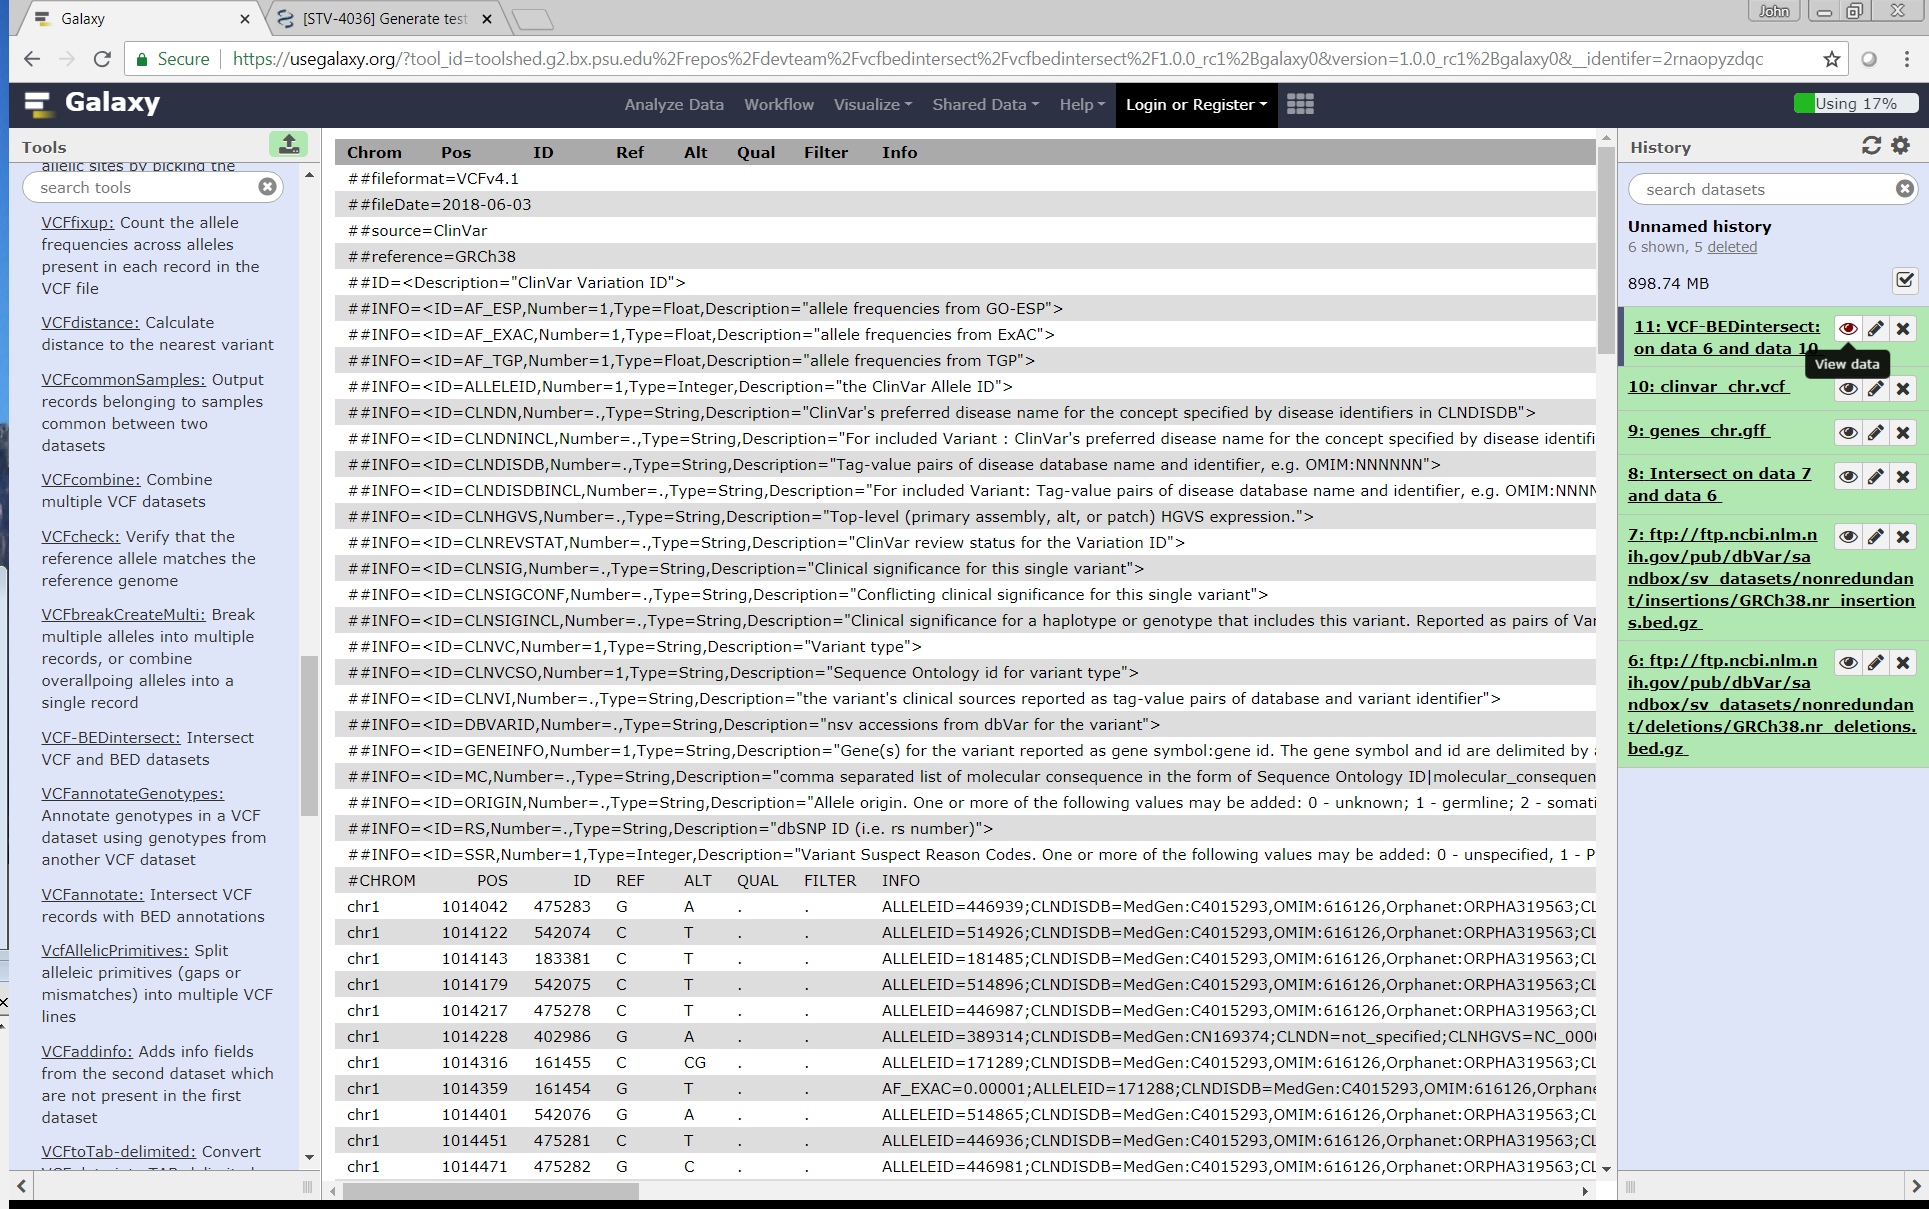 Galaxy
[STV-4036] Generate test
John
Secure
https://usegalaxy.org/?tool_id=toolshed.g2.bx.psu.edu%2Frepos%2Fdevteam%2Fvcfbedintersect%2Fvcfbedintersect%2F1.0.0_rc1%2Bgalaxy0&version=1.0.0_rc1%2Bgalaxy0&__identifer=2rnaopyzdqc
Galaxy
Analyze Data
Workflow
Visualize
Shared Data
Help
Login or Register
Using 17%
Tools
allelic sites by picking the
search tools
VCFfixup: Count the allele
frequencies across alleles
present in each record in the
VCF file
VCFdistance: Calculate
distance to the nearest variant
VCFcommonSamples: Output
records belonging to samples
common between two
datasets
VCFcombine: Combine
multiple VCF datasets
VCFcheck: Verify that the
reference allele matches the
reference genome
VCFbreakCreateMulti: Break
multiple alleles into multiple
records, or combine
overallpoing alleles into a
single record
VCF-BEDintersect: Intersect
VCF and BED datasets
VCFannotateGenotypes:
Annotate genotypes in a VCF
dataset using genotypes from
another VCF dataset
VCFannotate: Intersect VCF
records with BED annotations
VcfAllelicPrimitives: Split
alleleic primitives (gaps or
mismatches) into multiple VCF
lines
VCFaddinfo: Adds info fields
from the second dataset which
are not present in the first
dataset
VCFtoTab-delimited: Convert
Chrom Pos ID Ref Alt Qual Filter Info
##fileformat=VCFv4.1
##fileDate=2018-06-03
##source=ClinVar
##reference=GRCh38
##ID=<Description="ClinVar Variation ID">
##INFO=<ID=AF_ESP,Number=1,Type=Float,Description="allele frequencies from GO-ESP">
##INFO=<ID=AF_EXAC,Number=1,Type=Float,Description="allele frequencies from ExAC">
##INFO=<ID=AF_TGP,Number=1,Type=Float,Description="allele frequencies from TGP">
##INFO=<ID=ALLELEID,Number=1,Type=Integer,Description="the ClinVar Allele ID">
##INFO=<ID=CLNDN,Number=.,Type=String,Description="ClinVar's preferred disease name for the concept specified by disease identifiers in CLNDISDB">
##INFO=<ID=CLNDNINCL,Number=.,Type=String,Description="For included Variant : ClinVar's preferred disease name for the concept specified by disease identifi
##INFO=<ID=CLNDISDB,Number=.,Type=String,Description="Tag-value pairs of disease database name and identifier, e.g. OMIM:NNNNNN">
##INFO=<ID=CLNDISDBINCL,Number=.,Type=String,Description="For included Variant: Tag-value pairs of disease database name and identifier, e.g. OMIM:NNNN
##INFO=<ID=CLNHGVS,Number=.,Type=String,Description="Top-level (primary assembly, alt, or patch) HGVS expression.">
##INFO=<ID=CLNREVSTAT,Number=.,Type=String,Description="ClinVar review status for the Variation ID">
##INFO=<ID=CLNSIG,Number=.,Type=String,Description="Clinical significance for this single variant">
##INFO=<ID=CLNSIGCONF,Number=.,Type=String,Description="Conflicting clinical significance for this single variant">
##INFO=<ID=CLNSIGINCL,Number=.,Type=String,Description="Clinical significance for a haplotype or genotype that includes this variant. Reported as pairs of Var
##INFO=<ID=CLNVC,Number=1,Type=String,Description="Variant type">
##INFO=<ID=CLNVCSO,Number=1,Type=String,Description="Sequence Ontology id for variant type">
##INFO=<ID=CLNVI,Number=.,Type=String,Description="the variant's clinical sources reported as tag-value pairs of database and variant identifier">
##INFO=<ID=DBVARID,Number=.,Type=String,Description="nsv accessions from dbVar for the variant">
##INFO=<ID=GENEINFO,Number=1,Type=String,Description="Gene(s) for the variant reported as gene symbol:gene id. The gene symbol and id are delimited by a
##INFO=<ID=MC,Number=.,Type=String,Description="comma separated list of molecular consequence in the form of Sequence Ontology ID|molecular_consequen
##INFO=<ID=ORIGIN,Number=.,Type=String,Description="Allele origin. One or more of the following values may be added: 0 - unknown; 1 - germline; 2 - somati
##INFO=<ID=RS,Number=.,Type=String,Description="dbSNP ID (i.e. rs number)">
##INFO=<ID=SSR,Number=1,Type=Integer,Description="Variant Suspect Reason Codes. One or more of the following values may be added: 0 - unspecified, 1 - P
#CHROM POS ID REF ALT QUAL FILTER INFO
chr1 1014042 475283 G A . . ALLELEID=446939;CLNDISDB=MedGen:C4015293,OMIM:616126,Orphanet:ORPHA319563;CL
chr1 1014122 542074 C T . . ALLELEID=514926;CLNDISDB=MedGen:C4015293,OMIM:616126,Orphanet:ORPHA319563;CL
chr1 1014143 183381 C T . . ALLELEID=181485;CLNDISDB=MedGen:C4015293,OMIM:616126,Orphanet:ORPHA319563;CL
chr1 1014179 542075 C T . . ALLELEID=514896;CLNDISDB=MedGen:C4015293,OMIM:616126,Orphanet:ORPHA319563;CL
chr1 1014217 475278 C T . . ALLELEID=446987;CLNDISDB=MedGen:C4015293,OMIM:616126,Orphanet:ORPHA319563;CL
chr1 1014228 402986 G A . . ALLELEID=389314;CLNDISDB=MedGen:CN169374;CLNDN=not_specified;CLNHGVS=NC_000
chr1 1014316 161455 C CG . . ALLELEID=171289;CLNDISDB=MedGen:C4015293,OMIM:616126,Orphanet:ORPHA319563;CL
chr1 1014359 161454 G T . . AF_EXAC=0.00001;ALLELEID=171288;CLNDISDB=MedGen:C4015293,OMIM:616126,Orphane
chr1 1014401 542076 G A . . ALLELEID=514865;CLNDISDB=MedGen:C4015293,OMIM:616126,Orphanet:ORPHA319563;CL
chr1 1014451 475281 C T . . ALLELEID=446936;CLNDISDB=MedGen:C4015293,OMIM:616126,Orphanet:ORPHA319563;CL
chr1 1014471 475282 G C . . ALLELEID=446981;CLNDISDB=MedGen:C4015293,OMIM:616126,Orphanet:ORPHA319563;CL
History
search datasets
Unnamed history
6 shown, 5 deleted
898.74 MB
11: VCF-BEDintersect:
on data 6 and data 10
View data
10: clinvar_chr.vcf
9: genes_chr.gff
8: Intersect on data 7
and data 6
7: ftp://ftp.ncbi.nlm.n
ih.gov/pub/dbVar/sa
ndbox/sv_datasets/nonredundan
t/insertions/GRCh38.nr_insertion
s.bed.gz
6: ftp://ftp.ncbi.nlm.n
ih.gov/pub/dbVar/sa
ndbox/sv_datasets/nonredundan
t/deletions/GRCh38.nr_deletions.
bed.gz